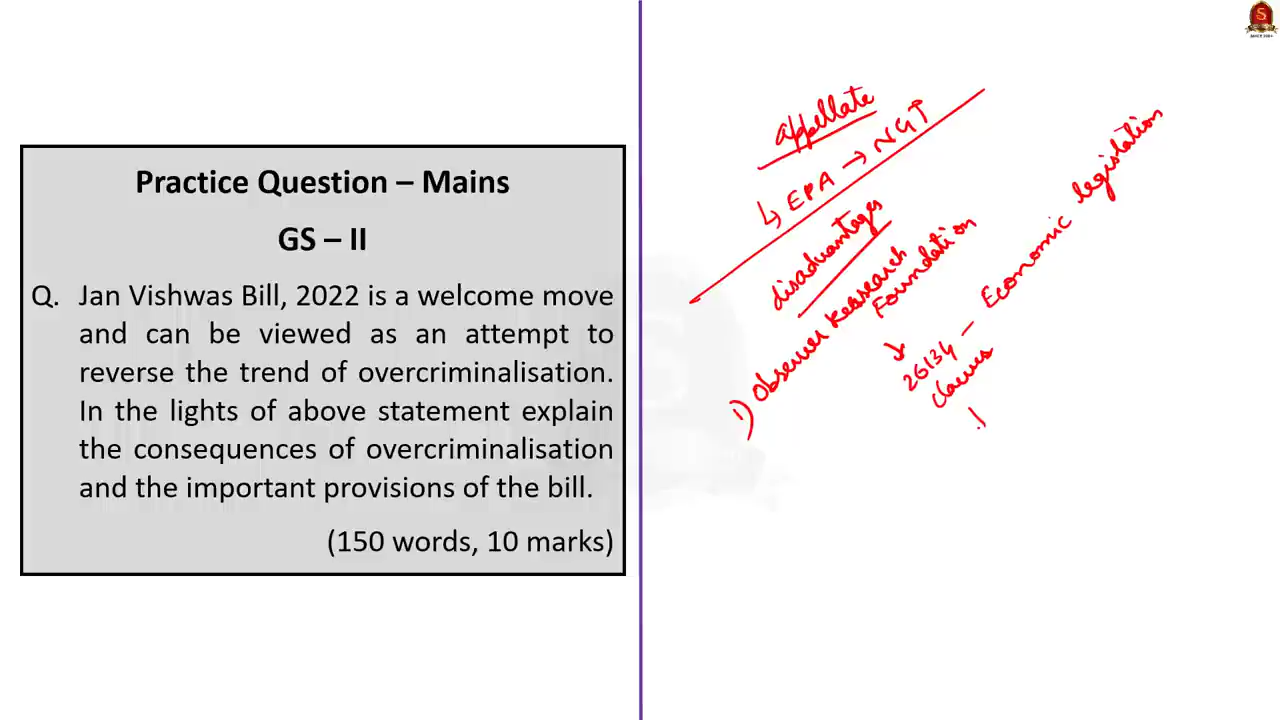 Practice Question – Mains
GS – II
Q. Jan Vishwas Bill, 2022 is a welcome move
and can be viewed as an attempt to
reverse the trend of overcriminalisation.
In the lights of above statement explain
the consequences of overcriminalisation
and the important provisions of the bill.
(150 words, 10 marks)
appellate
↳ EPA → NGT
disadvantages
1) Observer Research
Foundation
26134 – Economic legislation
clauses